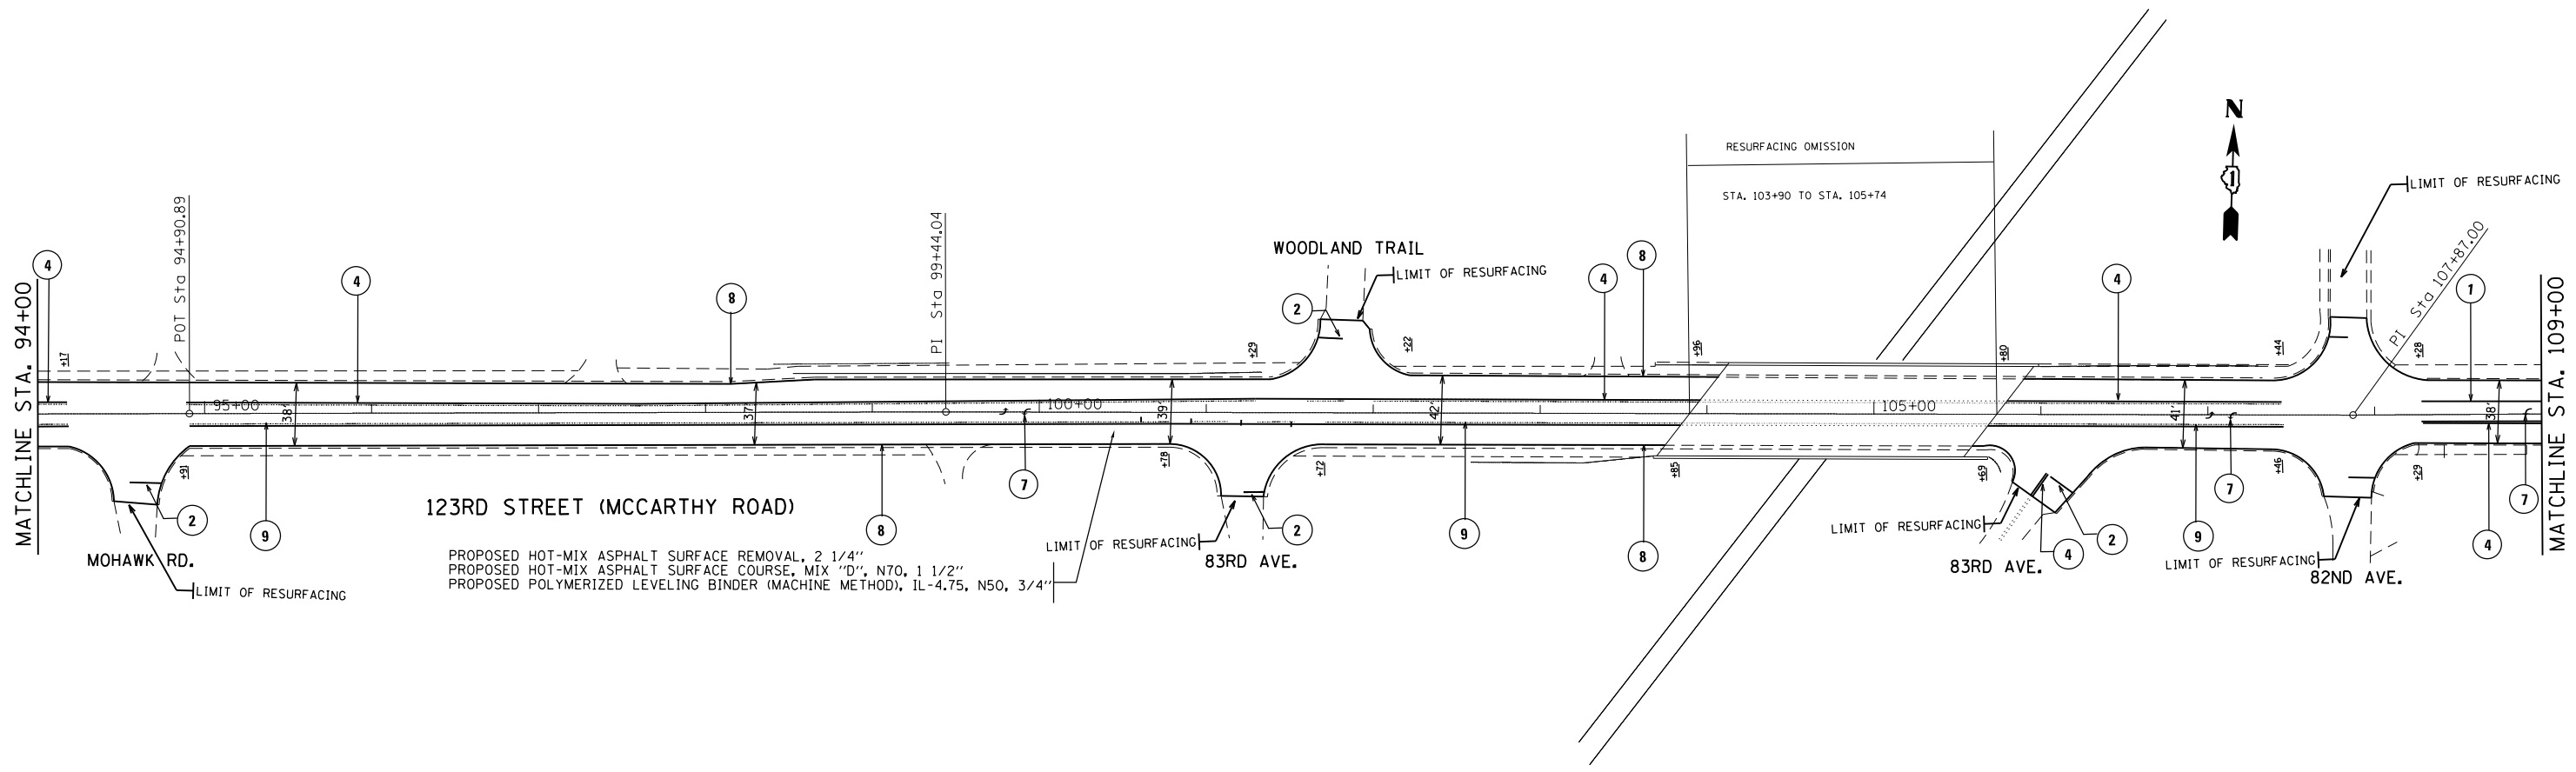 N
1
RESURFACING OMISSION
STA. 103+90 TO STA. 105+74
LIMIT OF RESURFACING
POT Sta 94+90.89
PI Sta 99+44.04
PI Sta 107+87.00
WOODLAND TRAIL
LIMIT OF RESURFACING
MATCHLINE STA. 94+00
MATCHLINE STA. 109+00
4
4
8
2
4
8
4
1
+17
+29
+22
+96
+80
+44
+28
95+00
100+00
105+00
38'
37'
39'
42'
41'
38'
+91
+78
+72
+85
+69
+46
+29
2
9
8
7
2
9
8
4
2
9
7
4
7
123RD STREET (MCCARTHY ROAD)
MOHAWK RD.
LIMIT OF RESURFACING
PROPOSED HOT-MIX ASPHALT SURFACE REMOVAL, 2 1/4"
PROPOSED HOT-MIX ASPHALT SURFACE COURSE, MIX "D", N70, 1 1/2"
PROPOSED POLYMERIZED LEVELING BINDER (MACHINE METHOD), IL-4.75, N50, 3/4"
LIMIT OF RESURFACING
83RD AVE.
LIMIT OF RESURFACING
83RD AVE.
LIMIT OF RESURFACING
82ND AVE.